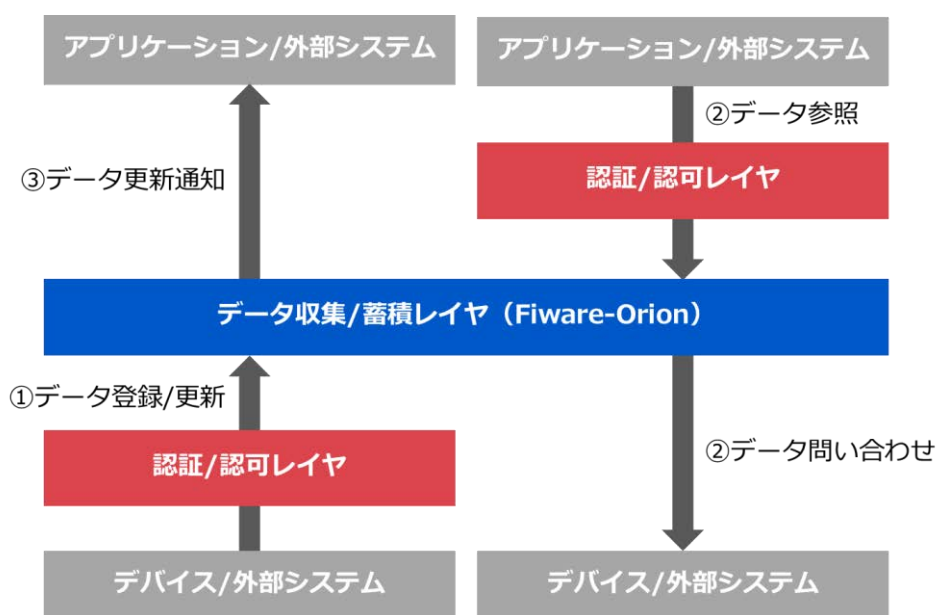 アプリケーション/外部システム
アプリケーション/外部システム
②データ参照
認証/認可レイヤ
③データ更新通知
データ収集/蓄積レイヤ（Fiware-Orion）
①データ登録/更新
認証/認可レイヤ
②データ問い合わせ
デバイス/外部システム
デバイス/外部システム